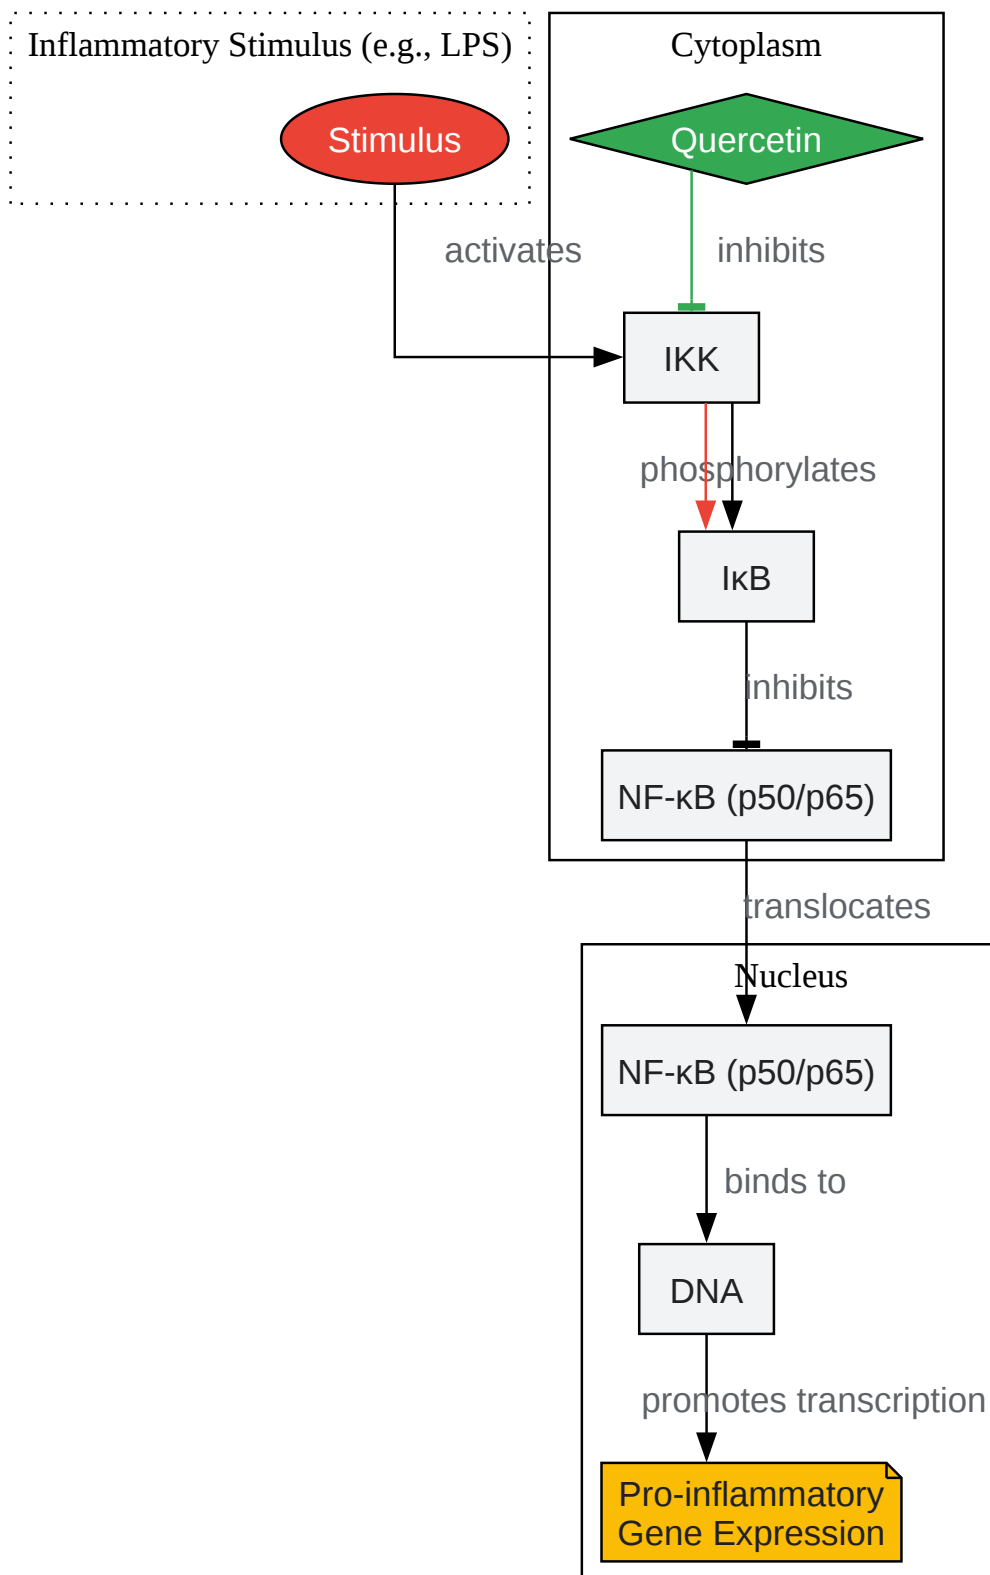 Inflammatory Stimulus (e.g., LPS)
Cytoplasm
Stimulus
Quercetin
activates
inhibits
IKK
phosphorylates
IκB
inhibits
NF-κB (p50/p65)
translocates
Nucleus
NF-κB (p50/p65)
binds to
DNA
promotes transcription
Pro-inflammatory
Gene Expression